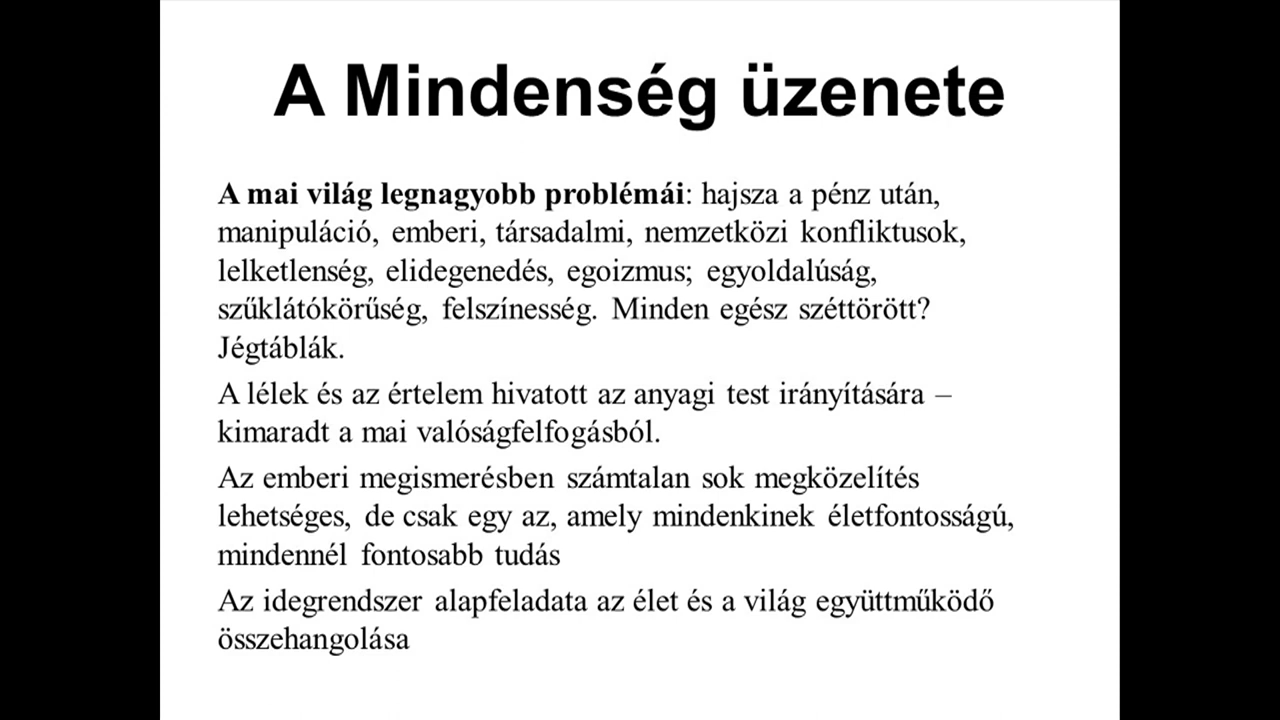 A Mindenség üzenete
A mai világ legnagyobb problémái: hajsza a pénz után,
manipuláció, emberi, társadalmi, nemzetközi konfliktusok,
lelketlenség, elidegenedés, egoizmus; egyoldalúság,
szűklátókörűség, felszínesség. Minden egész széttörött?
Jégtáblák.
A lélek és az értelem hivatott az anyagi test irányítására –
kimaradt a mai valóságfelfogásból.
Az emberi megismerésben számtalan sok megközelítés
lehetséges, de csak egy az, amely mindenkinek életfontosságú,
mindennél fontosabb tudás
Az idegrendszer alapfeladata az élet és a világ együttműködő
összehangolása